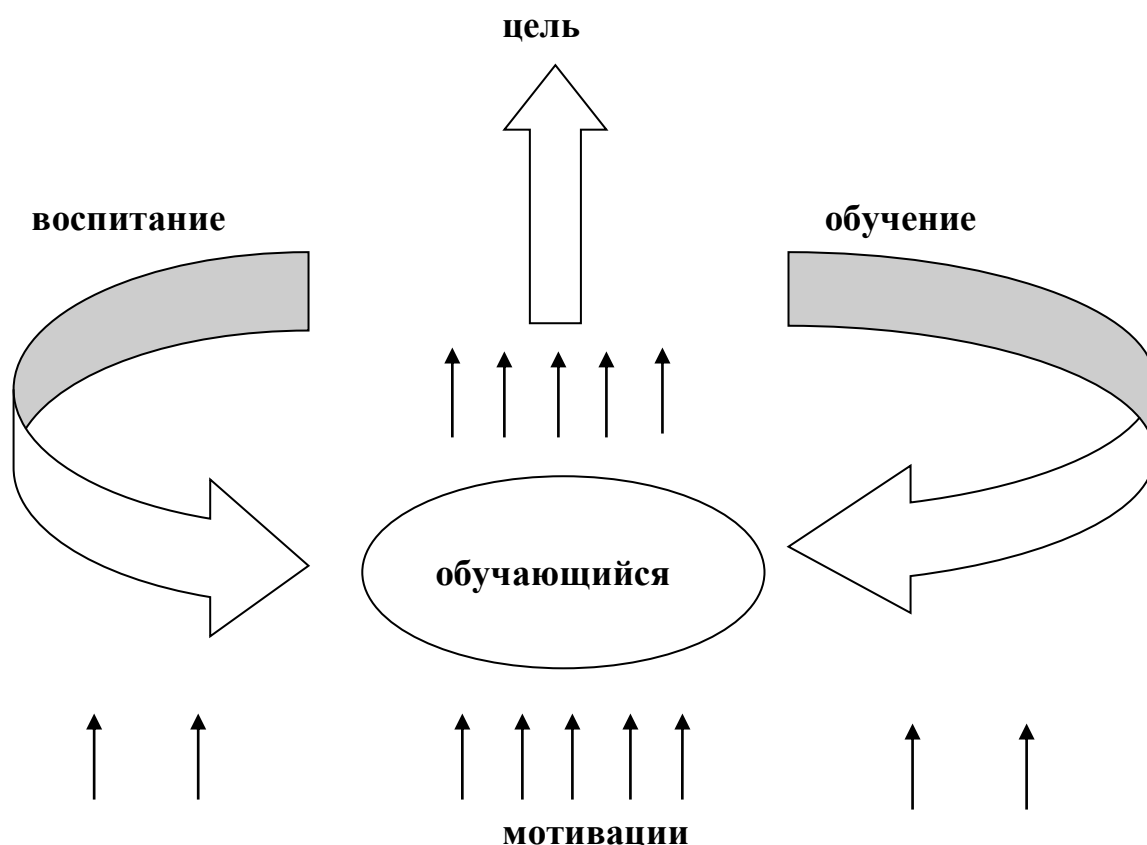 цель
воспитание
обучение
обучающийся
мотивации